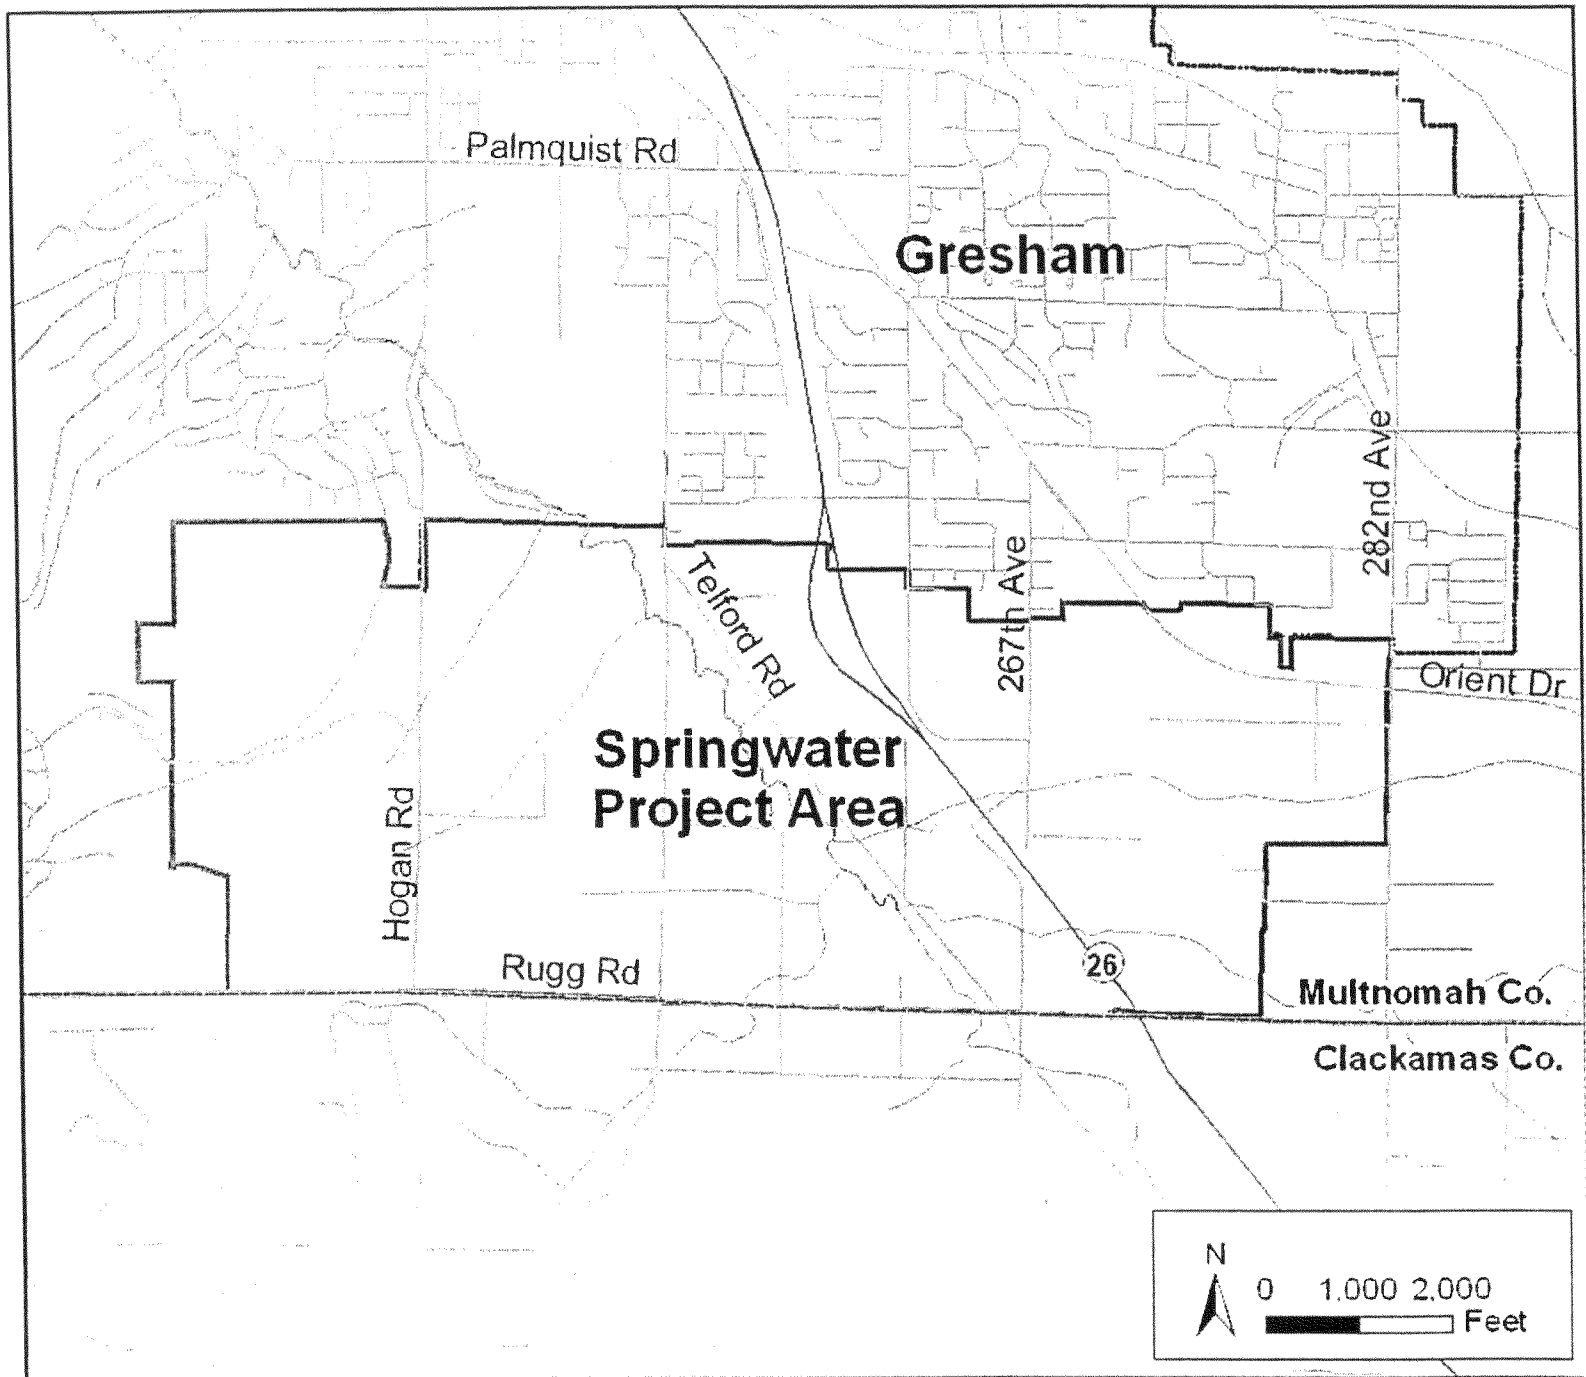 Palmquist Rd
Gresham
282nd Ave
267th Ave
Telford Rd
Orient Dr
Springwater
Project Area
Hogan Rd
Rugg Rd
26
Multnomah Co.
Clackamas Co.
N
0 1,000 2,000
Feet